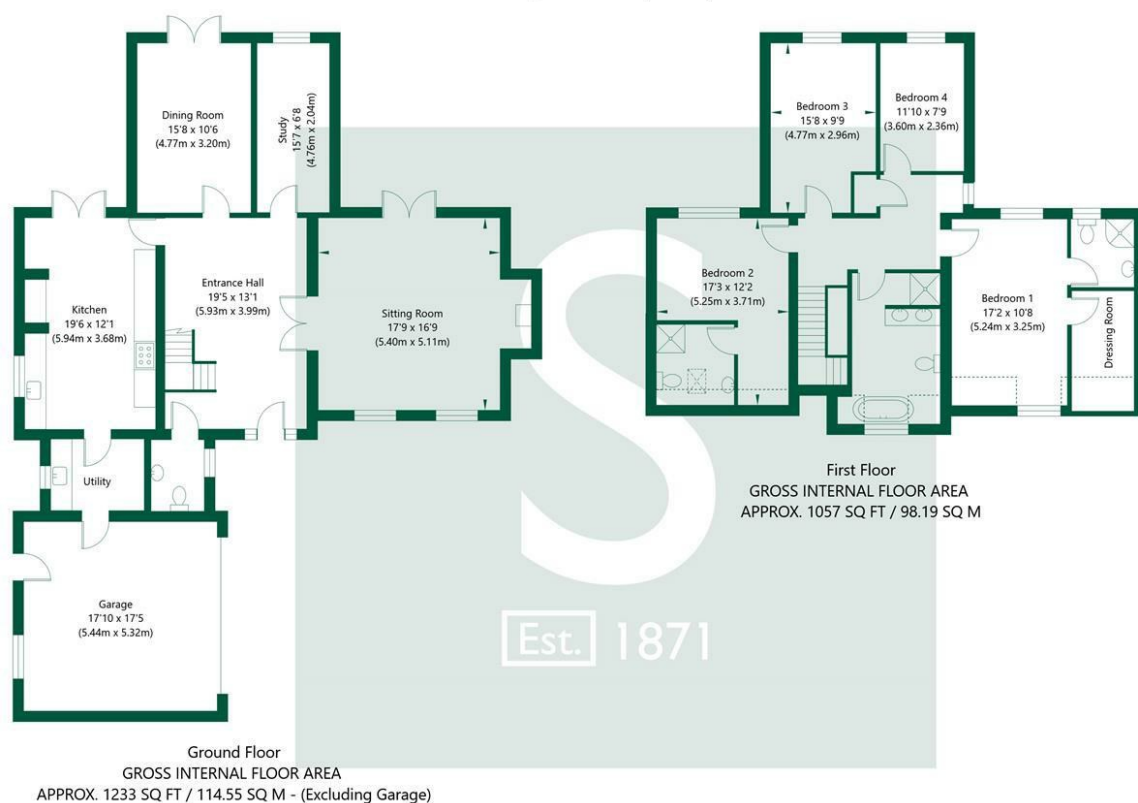 Dining Room
15'8 x 10'6
(4.77m x 3.20m)
Study
15'7 x 6'8
(4.76m x 2.04m)
Kitchen
19'6 x 12'1
(5.94m x 3.68m)
Entrance Hall
19'5 x 13'1
(5.93m x 3.99m)
Sitting Room
17'9 x 16'9
(5.40m x 5.11m)
Utility
Garage
17'10 x 17'5
(5.44m x 5.32m)
Ground Floor
GROSS INTERNAL FLOOR AREA
APPROX. 1233 SQ FT / 114.55 SQ M - (Excluding Garage)
Bedroom 3
15'8 x 9'9
(4.77m x 2.96m)
Bedroom 4
11'10 x 7'9
(3.60m x 2.36m)
Bedroom 2
17'3 x 12'2
(5.25m x 3.71m)
Bedroom 1
17'2 x 10'8
(5.24m x 3.25m)
Dressing Room
First Floor
GROSS INTERNAL FLOOR AREA
APPROX. 1057 SQ FT / 98.19 SQ M
S
Est. 1871